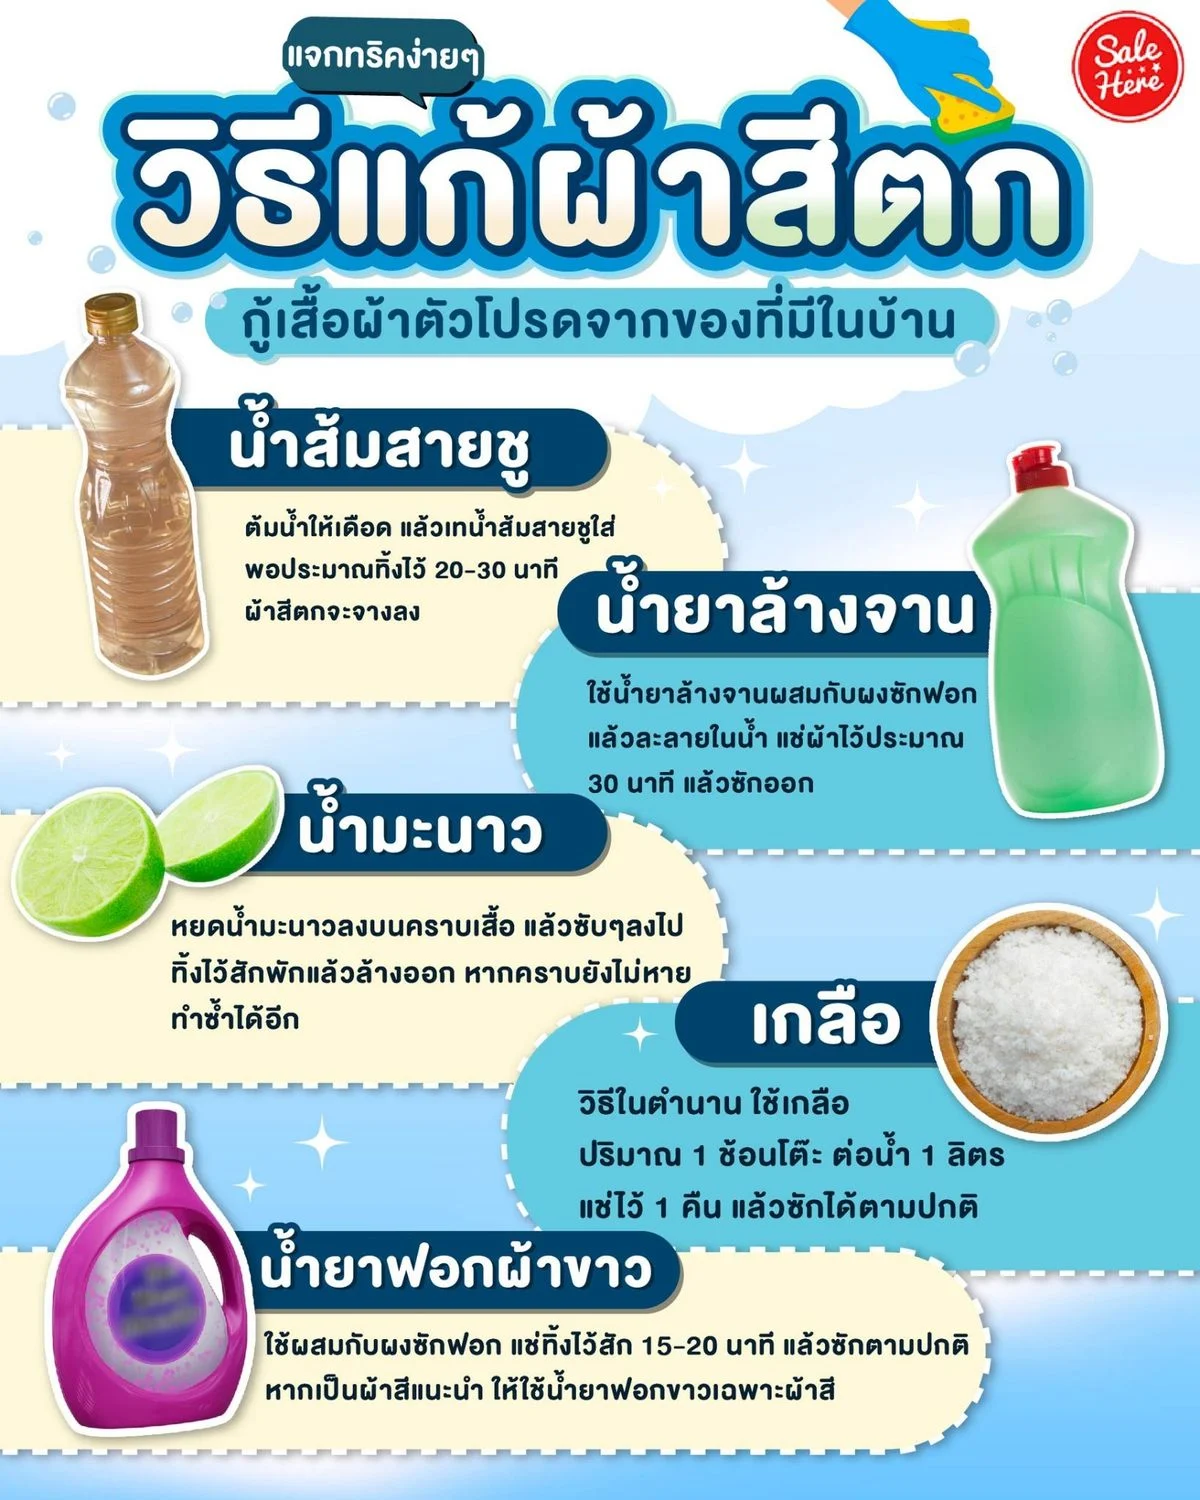 แจกทริคง่ายๆ
Sale
Here
วิธีแก้ผ้าสีตก
กู้เสื้อผ้าตัวโปรดจากของที่มีในบ้าน
น้ำส้มสายชู
ต้มน้ำให้เดือด แล้วเทน้ำส้มสายชูใส่
พอประมาณทิ้งไว้ 20-30 นาที
ผ้าสีตกจะจางลง
น้ำยาล้างจาน
ใช้น้ำยาล้างจานผสมกับผงซักฟอก
แล้วละลายในน้ำ แช่ผ้าไว้ประมาณ
30 นาที แล้วซักออก
น้ำมะนาว
หยดน้ำมะนาวลงบนคราบเสื้อ แล้วซับๆลงไป
ทิ้งไว้สักพักแล้วล้างออก หากคราบยังไม่หาย
ทำซ้ำได้อีก
เกลือ
วิธีในตำนาน ใช้เกลือ
ปริมาณ 1 ช้อนโต๊ะ ต่อน้ำ 1 ลิตร
แช่ไว้ 1 คืน แล้วซักได้ตามปกติ
น้ำยาฟอกผ้าขาว
ใช้ผสมกับผงซักฟอก แช่ทิ้งไว้สัก 15-20 นาที แล้วซักตามปกติ
หากเป็นผ้าสีแนะนำ ให้ใช้น้ำยาฟอกขาวเฉพาะผ้าสี